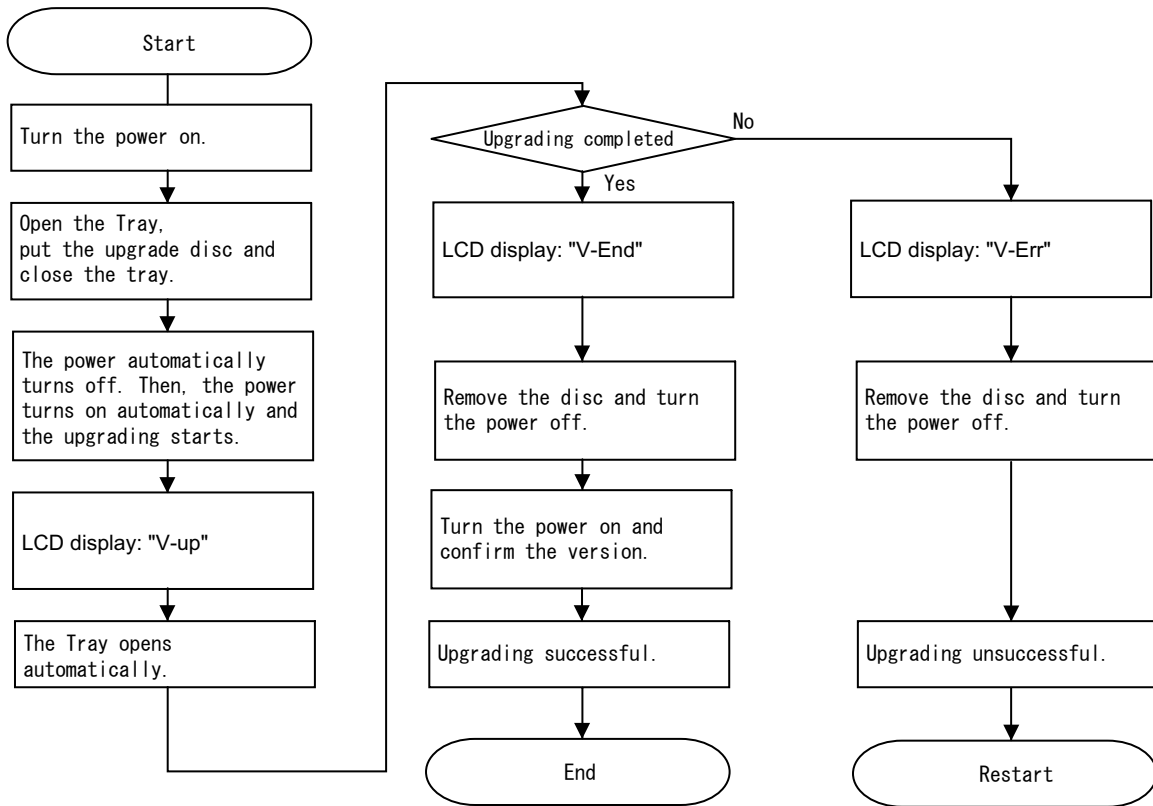 Start
Turn the power on.
Open the Tray,
put the upgrade disc and
close the tray.
The power automatically
turns off. Then, the power
turns on automatically and
the upgrading starts.
LCD display: "V-up"
The Tray opens
automatically.
Upgrading completed
Yes
No
LCD display: "V-End"
Remove the disc and turn
the power off.
Turn the power on and
confirm the version.
Upgrading successful.
End
LCD display: "V-Err"
Remove the disc and turn
the power off.
Upgrading unsuccessful.
Restart